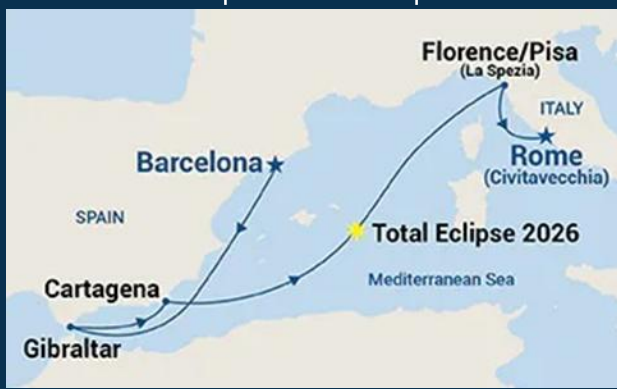 Florence/Pisa
(La Spezia)
ITALY
Barcelona
Rome
(Civitavecchia)
SPAIN
Total Eclipse 2026
Cartagena
Mediterranean Sea
Gibraltar